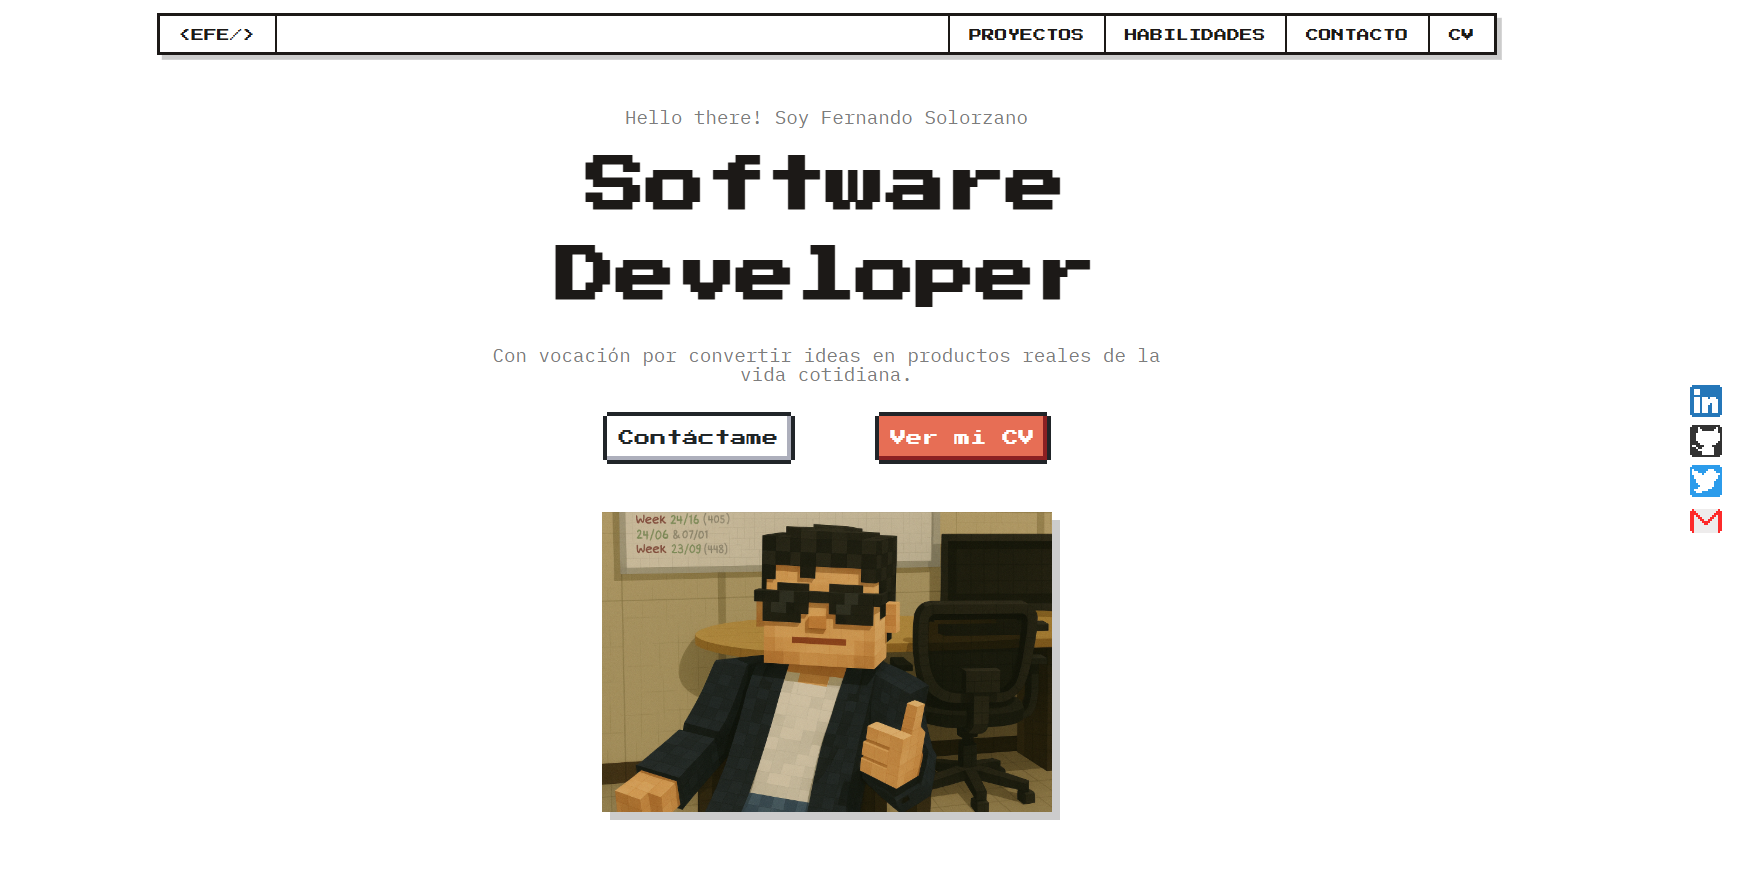 <EFE/>
PROYECTOS
HABILIDADES
CONTACTO
CV
Hello there! Soy Fernando Solorzano
Software
Developer
Con vocación por convertir ideas en productos reales de la
vida cotidiana.
Contáctame
Ver mi CV
in
Week 24/16 (405)
24/06 & 07/01
Week 23/09 (448)